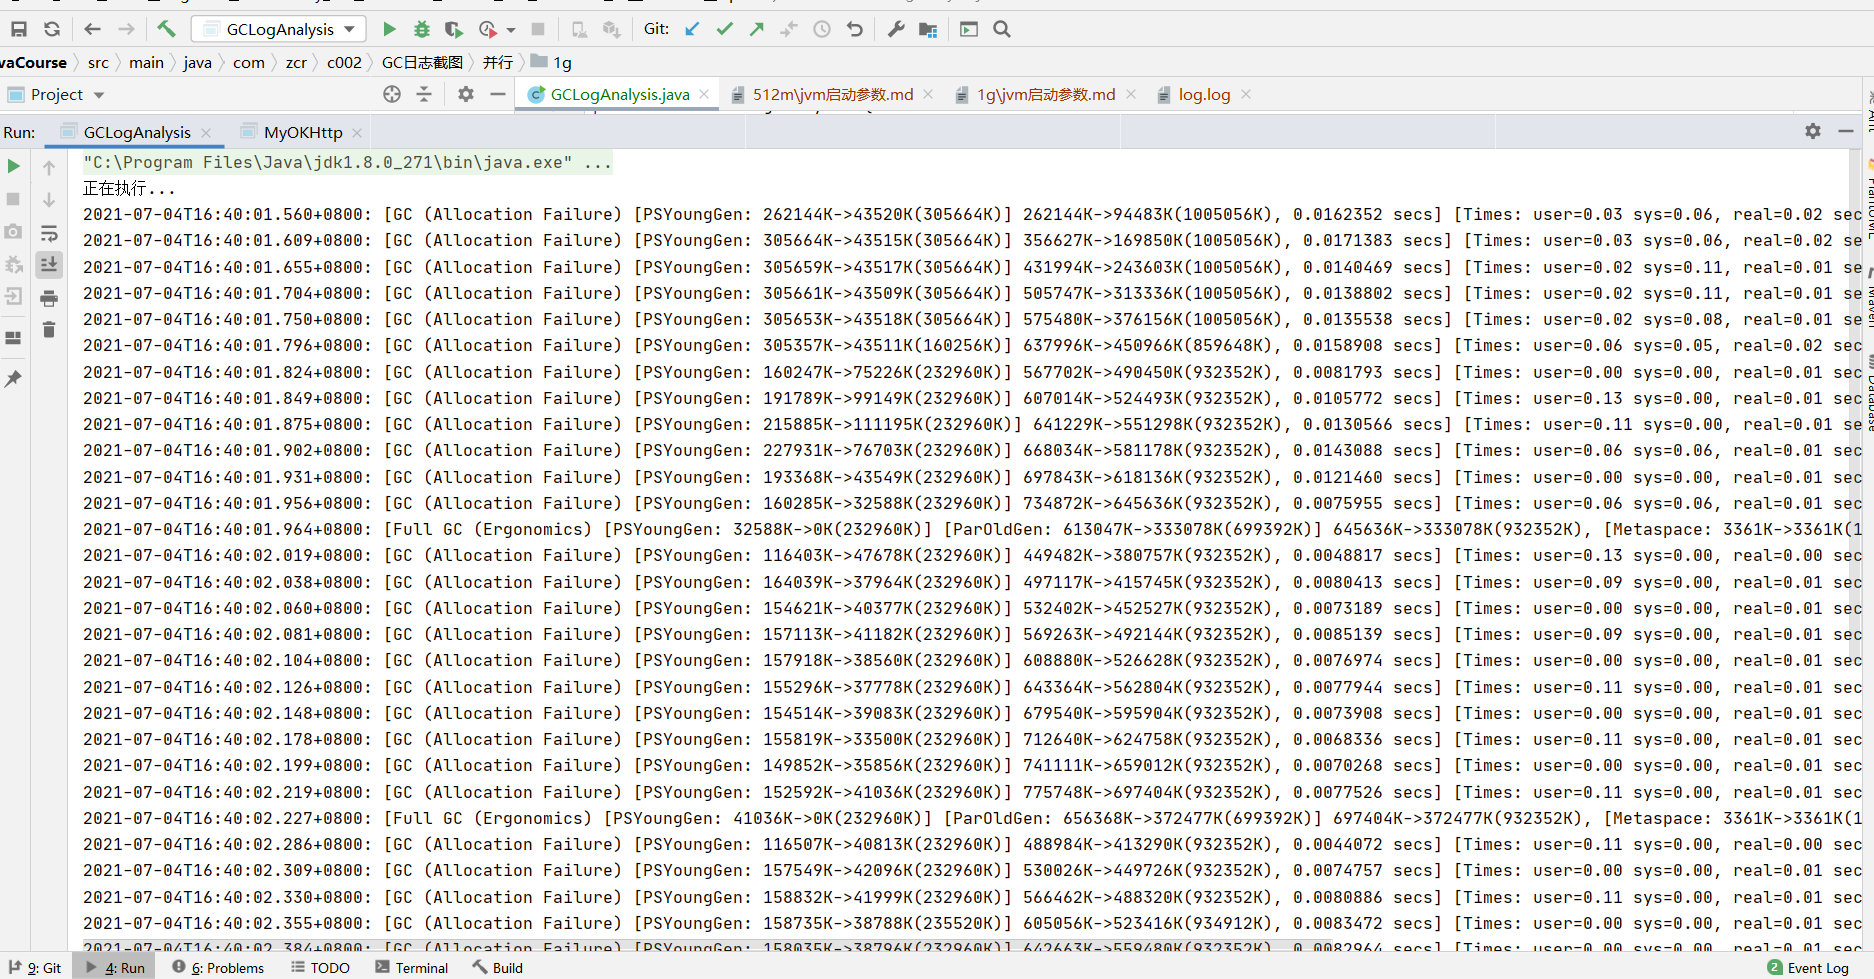 GCLogAnalysis Git:
vaCourse src main java com zcr c002 GC日志截图 并行 1g
Project GCLogAnalysis.java 512m\jvm启动参数.md 1g\jvm启动参数.md log.log
Run: GCLogAnalysis MyOKHttp
"C:\Program Files\Java\jdk1.8.0_271\bin\java.exe" ...
正在执行...
2021-07-04T16:40:01.560+0800: [GC (Allocation Failure) [PSYoungGen: 262144K->43520K(305664K)] 262144K->94483K(1005056K), 0.0162352 secs] [Times: user=0.03 sys=0.06, real=0.02 sec
2021-07-04T16:40:01.609+0800: [GC (Allocation Failure) [PSYoungGen: 305664K->43515K(305664K)] 356627K->169850K(1005056K), 0.0171383 secs] [Times: user=0.03 sys=0.06, real=0.02 se
2021-07-04T16:40:01.655+0800: [GC (Allocation Failure) [PSYoungGen: 305659K->43517K(305664K)] 431994K->243603K(1005056K), 0.0140469 secs] [Times: user=0.02 sys=0.11, real=0.01 se
2021-07-04T16:40:01.704+0800: [GC (Allocation Failure) [PSYoungGen: 305661K->43509K(305664K)] 505747K->313336K(1005056K), 0.0138802 secs] [Times: user=0.02 sys=0.11, real=0.01 se
2021-07-04T16:40:01.750+0800: [GC (Allocation Failure) [PSYoungGen: 305653K->43518K(305664K)] 575480K->376156K(1005056K), 0.0135538 secs] [Times: user=0.02 sys=0.08, real=0.01 se
2021-07-04T16:40:01.796+0800: [GC (Allocation Failure) [PSYoungGen: 305357K->43511K(160256K)] 637996K->450966K(859648K), 0.0158908 secs] [Times: user=0.06 sys=0.05, real=0.02 sec
2021-07-04T16:40:01.824+0800: [GC (Allocation Failure) [PSYoungGen: 160247K->75226K(232960K)] 567702K->490450K(932352K), 0.0081793 secs] [Times: user=0.00 sys=0.00, real=0.01 sec
2021-07-04T16:40:01.849+0800: [GC (Allocation Failure) [PSYoungGen: 191789K->99149K(232960K)] 607014K->524493K(932352K), 0.0105772 secs] [Times: user=0.13 sys=0.00, real=0.01 sec
2021-07-04T16:40:01.875+0800: [GC (Allocation Failure) [PSYoungGen: 215885K->111195K(232960K)] 641229K->551298K(932352K), 0.0130566 secs] [Times: user=0.11 sys=0.00, real=0.01 se
2021-07-04T16:40:01.902+0800: [GC (Allocation Failure) [PSYoungGen: 227931K->76703K(232960K)] 668034K->581178K(932352K), 0.0143088 secs] [Times: user=0.06 sys=0.06, real=0.01 sec
2021-07-04T16:40:01.931+0800: [GC (Allocation Failure) [PSYoungGen: 193368K->43549K(232960K)] 697843K->618136K(932352K), 0.0121460 secs] [Times: user=0.00 sys=0.00, real=0.01 sec
2021-07-04T16:40:01.956+0800: [GC (Allocation Failure) [PSYoungGen: 160285K->32588K(232960K)] 734872K->645636K(932352K), 0.0075955 secs] [Times: user=0.06 sys=0.06, real=0.01 sec
2021-07-04T16:40:01.964+0800: [Full GC (Ergonomics) [PSYoungGen: 32588K->0K(232960K)] [ParOldGen: 613047K->333078K(699392K)] 645636K->333078K(932352K), [Metaspace: 3361K->3361K(1
2021-07-04T16:40:02.019+0800: [GC (Allocation Failure) [PSYoungGen: 116403K->47678K(232960K)] 449482K->380757K(932352K), 0.0048817 secs] [Times: user=0.13 sys=0.00, real=0.00 sec
2021-07-04T16:40:02.038+0800: [GC (Allocation Failure) [PSYoungGen: 164039K->37964K(232960K)] 497117K->415745K(932352K), 0.0080413 secs] [Times: user=0.09 sys=0.00, real=0.01 sec
2021-07-04T16:40:02.060+0800: [GC (Allocation Failure) [PSYoungGen: 154621K->40377K(232960K)] 532402K->452527K(932352K), 0.0073189 secs] [Times: user=0.00 sys=0.00, real=0.01 sec
2021-07-04T16:40:02.081+0800: [GC (Allocation Failure) [PSYoungGen: 157113K->41182K(232960K)] 569263K->492144K(932352K), 0.0085139 secs] [Times: user=0.09 sys=0.00, real=0.01 sec
2021-07-04T16:40:02.104+0800: [GC (Allocation Failure) [PSYoungGen: 157918K->38560K(232960K)] 608880K->526628K(932352K), 0.0076974 secs] [Times: user=0.00 sys=0.00, real=0.01 sec
2021-07-04T16:40:02.126+0800: [GC (Allocation Failure) [PSYoungGen: 155296K->37778K(232960K)] 643364K->562804K(932352K), 0.0077944 secs] [Times: user=0.11 sys=0.00, real=0.01 sec
2021-07-04T16:40:02.148+0800: [GC (Allocation Failure) [PSYoungGen: 154514K->39083K(232960K)] 679540K->595904K(932352K), 0.0073908 secs] [Times: user=0.00 sys=0.00, real=0.01 sec
2021-07-04T16:40:02.178+0800: [GC (Allocation Failure) [PSYoungGen: 155819K->33500K(232960K)] 712640K->624758K(932352K), 0.0068336 secs] [Times: user=0.11 sys=0.00, real=0.01 sec
2021-07-04T16:40:02.199+0800: [GC (Allocation Failure) [PSYoungGen: 149852K->35856K(232960K)] 741111K->659012K(932352K), 0.0070268 secs] [Times: user=0.00 sys=0.00, real=0.01 sec
2021-07-04T16:40:02.219+0800: [GC (Allocation Failure) [PSYoungGen: 152592K->41036K(232960K)] 775748K->697404K(932352K), 0.0077526 secs] [Times: user=0.11 sys=0.00, real=0.01 sec
2021-07-04T16:40:02.227+0800: [Full GC (Ergonomics) [PSYoungGen: 41036K->0K(232960K)] [ParOldGen: 656368K->372477K(699392K)] 697404K->372477K(932352K), [Metaspace: 3361K->3361K(1
2021-07-04T16:40:02.286+0800: [GC (Allocation Failure) [PSYoungGen: 116507K->40813K(232960K)] 488984K->413290K(932352K), 0.0044072 secs] [Times: user=0.11 sys=0.00, real=0.00 sec
2021-07-04T16:40:02.309+0800: [GC (Allocation Failure) [PSYoungGen: 157549K->42096K(232960K)] 530026K->449726K(932352K), 0.0074757 secs] [Times: user=0.00 sys=0.00, real=0.01 sec
2021-07-04T16:40:02.330+0800: [GC (Allocation Failure) [PSYoungGen: 158832K->41999K(232960K)] 566462K->488320K(932352K), 0.0080886 secs] [Times: user=0.11 sys=0.00, real=0.01 sec
2021-07-04T16:40:02.355+0800: [GC (Allocation Failure) [PSYoungGen: 158735K->38788K(235520K)] 605056K->523416K(934912K), 0.0083472 secs] [Times: user=0.00 sys=0.00, real=0.01 sec
2021-07-04T16:40:02.384+0800: [GC (Allocation Failure) [PSYoungGen: 158035K->38796K(232960K)] 642663K->559480K(932352K), 0.0082964 secs] [Times: user=0.00 sys=0.00, real=0.01 sec
9: Git 4: Run 6: Problems TODO Terminal Build 2 Event Log